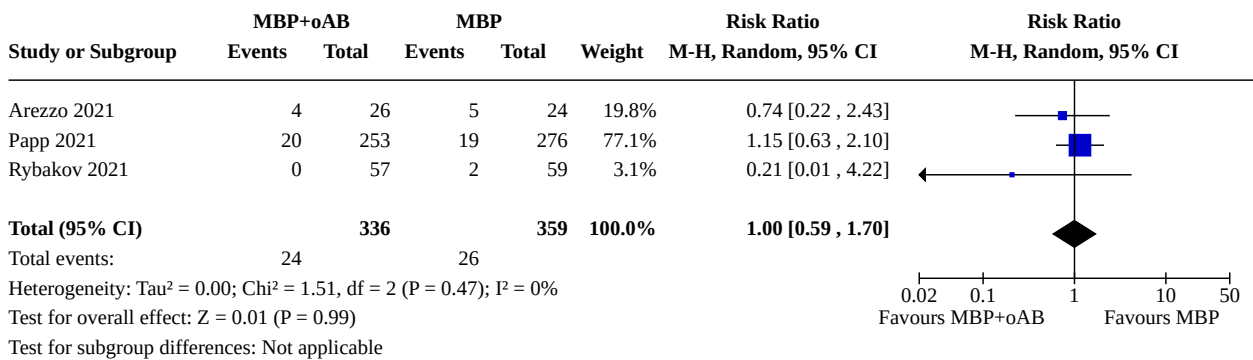 MBP+oAB MBP Risk Ratio Risk Ratio
Study or Subgroup Events Total Events Total Weight M-H, Random, 95% CI M-H, Random, 95% CI
Arezzo 2021 4 26 5 24 19.8% 0.74 [0.22 , 2.43]
Papp 2021 20 253 19 276 77.1% 1.15 [0.63 , 2.10]
Rybakov 2021 0 57 2 59 3.1% 0.21 [0.01 , 4.22]
Total (95% CI) 336 359 100.0% 1.00 [0.59 , 1.70]
Total events: 24 26
Heterogeneity: Tau² = 0.00; Chi² = 1.51, df = 2 (P = 0.47); I² = 0%
Test for overall effect: Z = 0.01 (P = 0.99)
Test for subgroup differences: Not applicable
0.02 0.1 1 10 50
Favours MBP+oAB Favours MBP